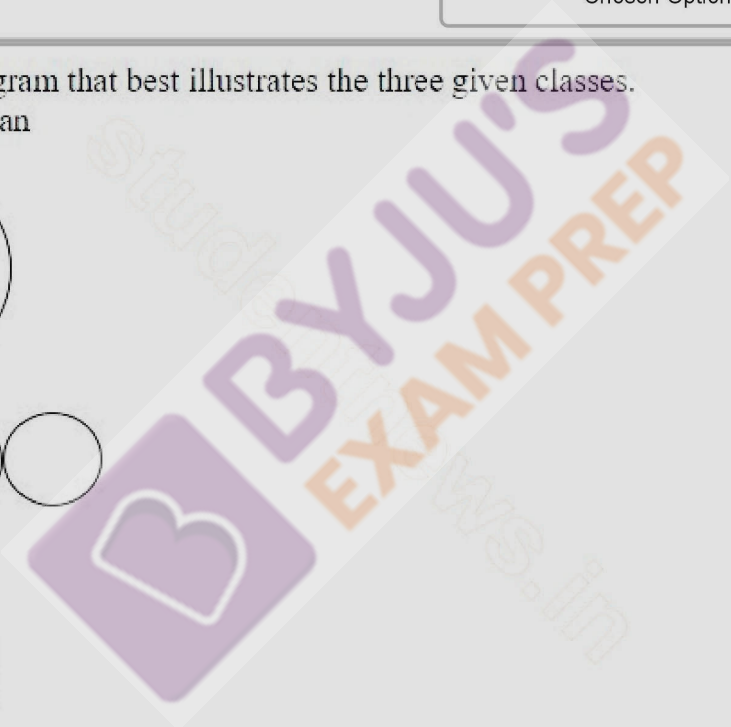 gram that best illustrates the three given classes.
an
BYJU'S
EXAM PREP